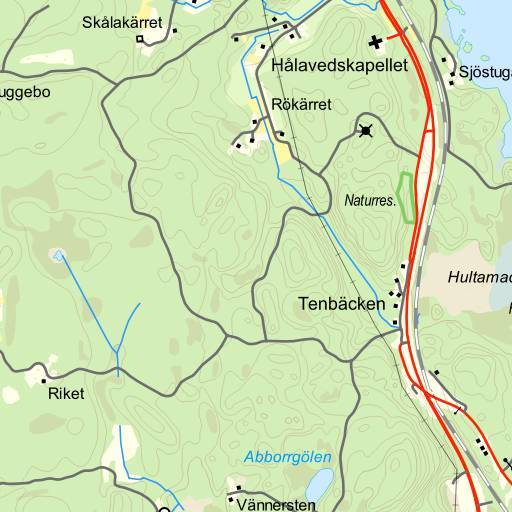 Skålakärret
Hålavedskapellet
Sjöstuga
uggebo
Rökärret
Naturres.
Hultamad
Tenbäcken
Riket
Abborrgölen
Vännersten